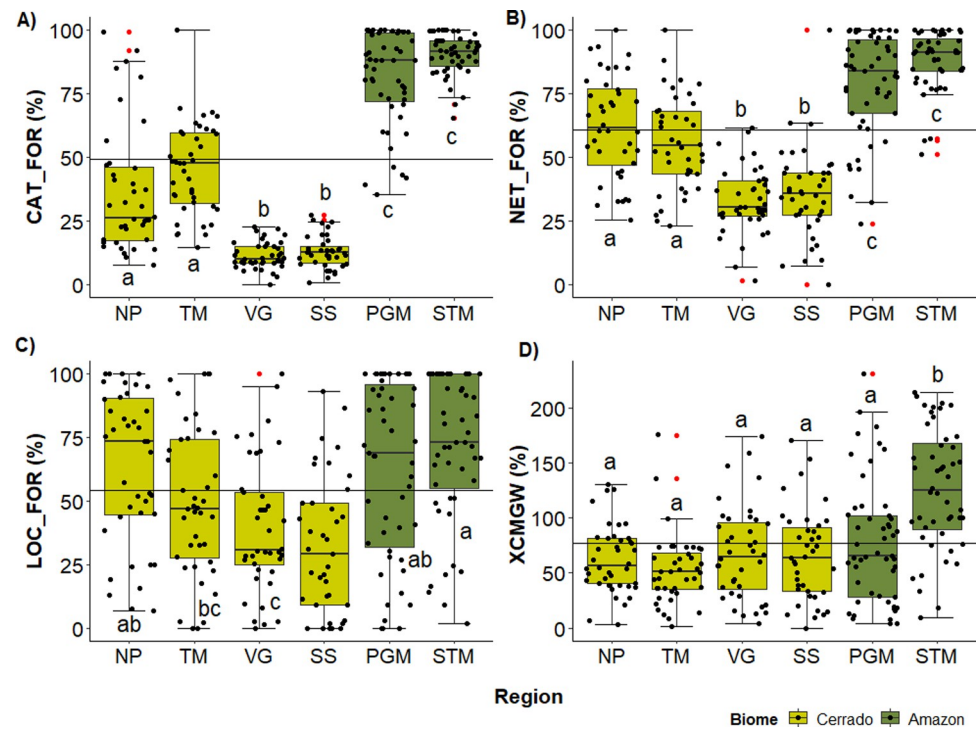 A)
CAT_FOR (%)
100
75
50
25
0
a
a
b
b
c
c
NP TM VG SS PGM STM
B)
NET_FOR (%)
100
75
50
25
0
a
a
b
b
c
c
NP TM VG SS PGM STM
C)
LOC_FOR (%)
100
75
50
25
0
ab
bc
c
ab
a
NP TM VG SS PGM STM
D)
XCMGW (%)
200
150
100
50
0
a
a
a
a
a
b
NP TM VG SS PGM STM
Region
Biome Cerrado Amazon